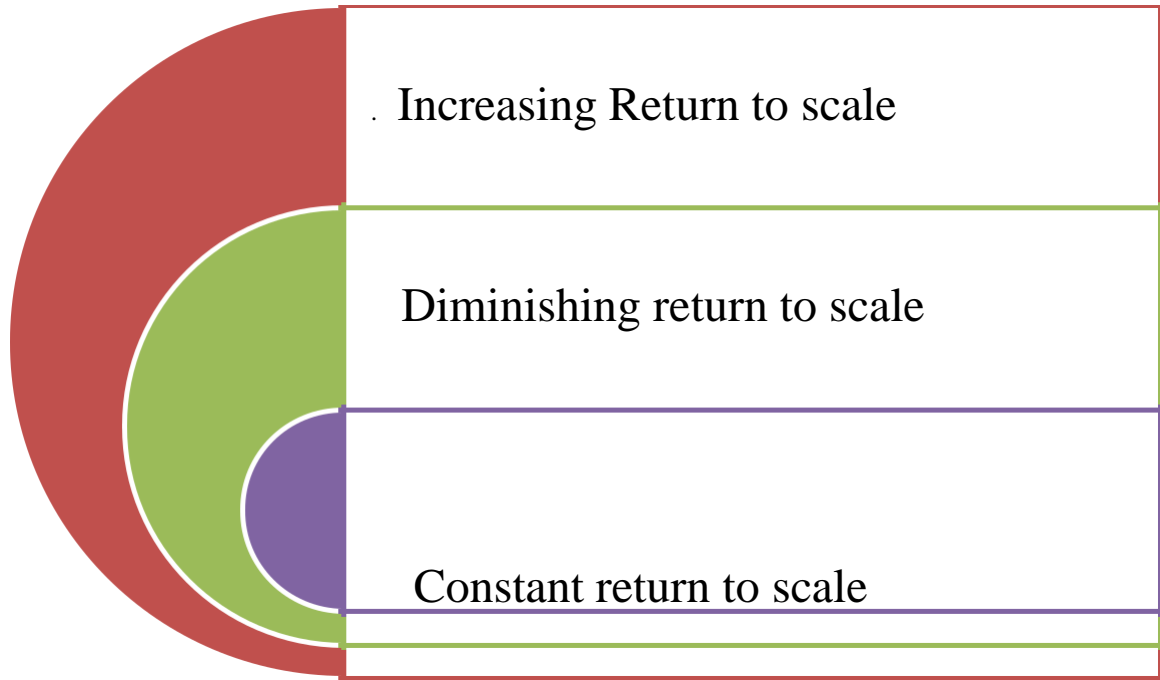 . Increasing Return to scale
Diminishing return to scale
Constant return to scale